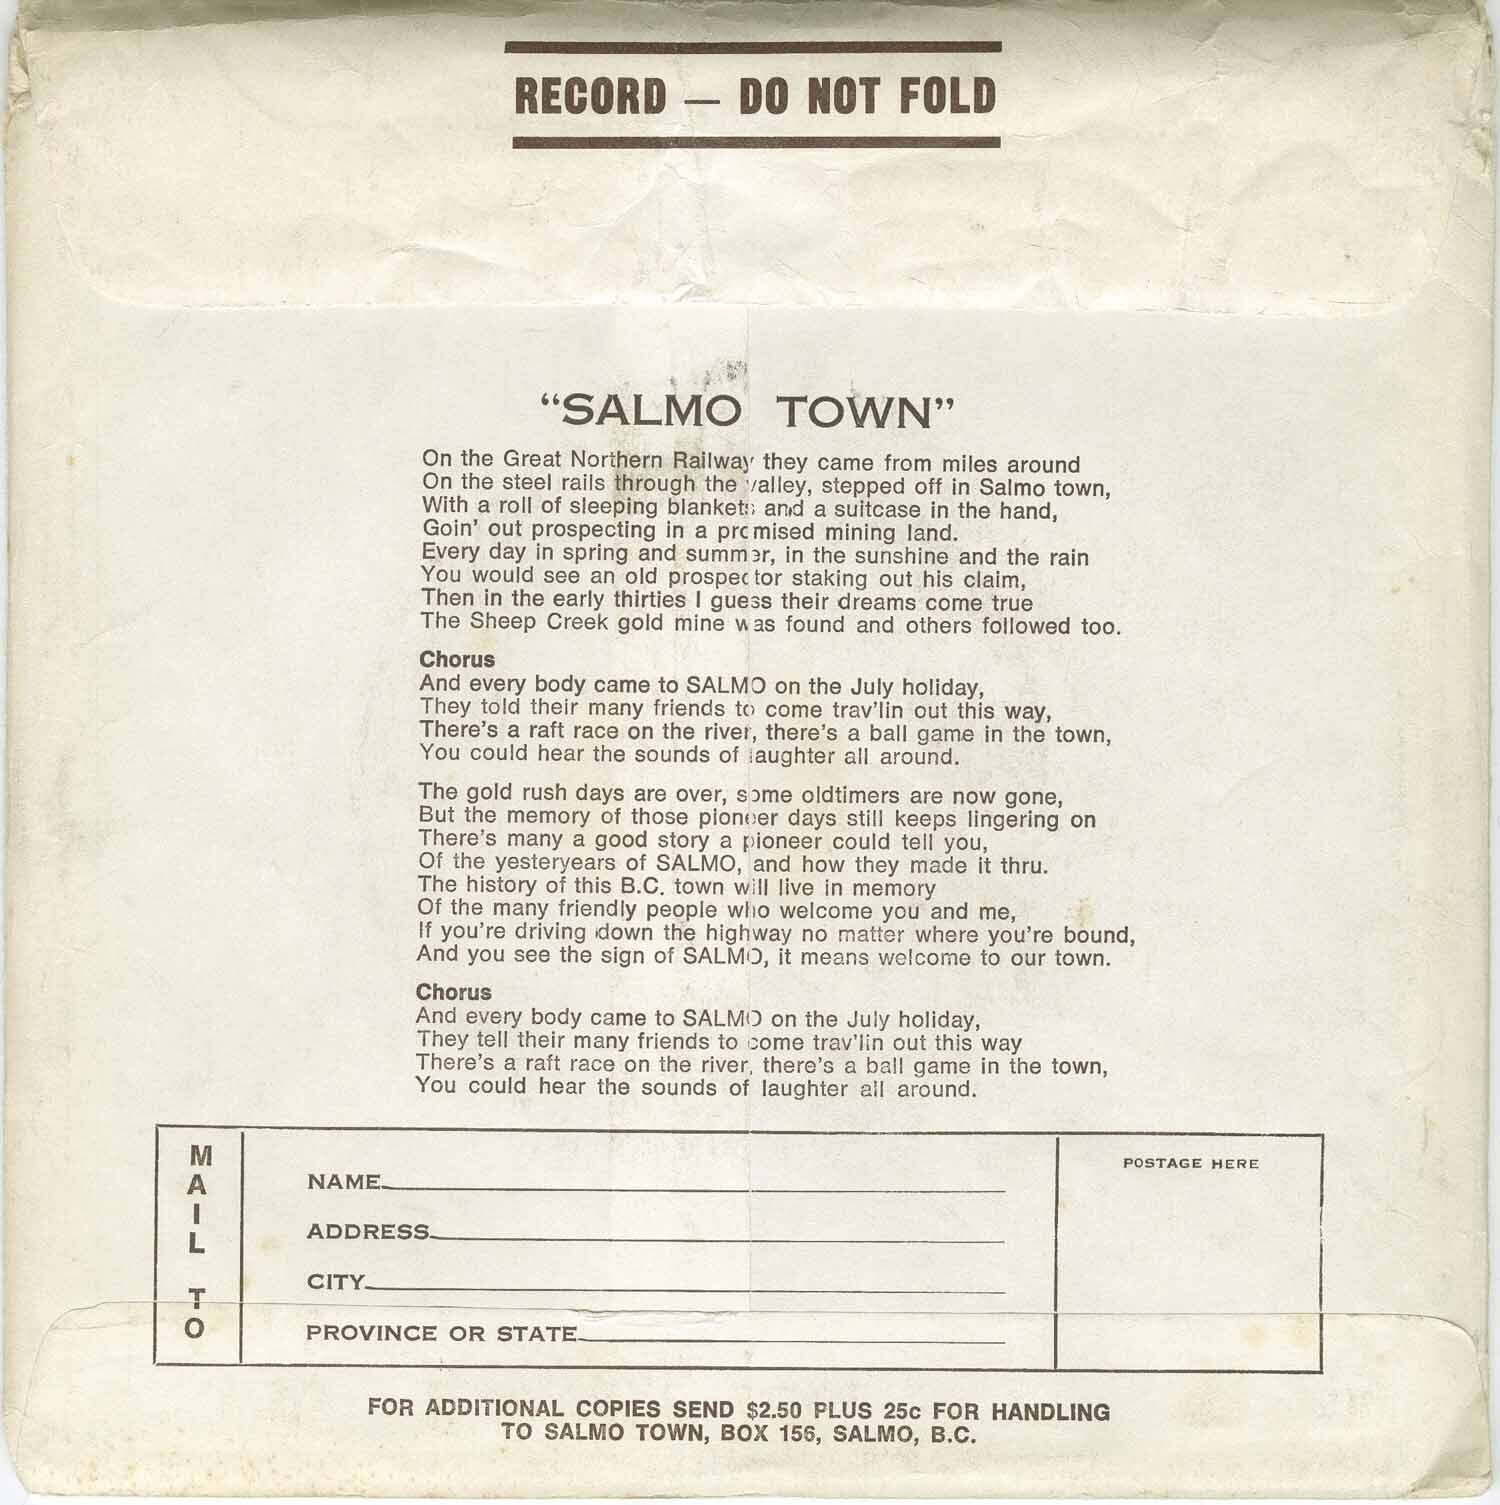 RECORD — DO NOT FOLD
“SALMO TOWN”
On the Great Northern Railway they came from miles around
On the steel rails through the valley, stepped off in Salmo town,
With a roll of sleeping blankets and a suitcase in the hand,
Goin' out prospecting in a promised mining land.
Every day in spring and summer, in the sunshine and the rain
You would see an old prospector staking out his claim,
Then in the early thirties I guess their dreams come true
The Sheep Creek gold mine was found and others followed too.
Chorus
And every body came to SALMO on the July holiday,
They told their many friends to come trav'lin out this way,
There's a raft race on the river, there's a ball game in the town,
You could hear the sounds of laughter all around.
The gold rush days are over, some oldtimers are now gone,
But the memory of those pioneer days still keeps lingering on
There's many a good story a pioneer could tell you,
Of the yesteryears of SALMO, and how they made it thru.
The history of this B.C. town will live in memory
Of the many friendly people who welcome you and me,
If you're driving down the highway no matter where you're bound,
And you see the sign of SALMO, it means welcome to our town.
Chorus
And every body came to SALMO on the July holiday,
They tell their many friends to come trav'lin out this way
There's a raft race on the river, there's a ball game in the town,
You could hear the sounds of laughter all around.
MAIL TO
NAME
ADDRESS
CITY
PROVINCE OR STATE
POSTAGE HERE
FOR ADDITIONAL COPIES SEND $2.50 PLUS 25c FOR HANDLING
TO SALMO TOWN, BOX 156, SALMO, B.C.